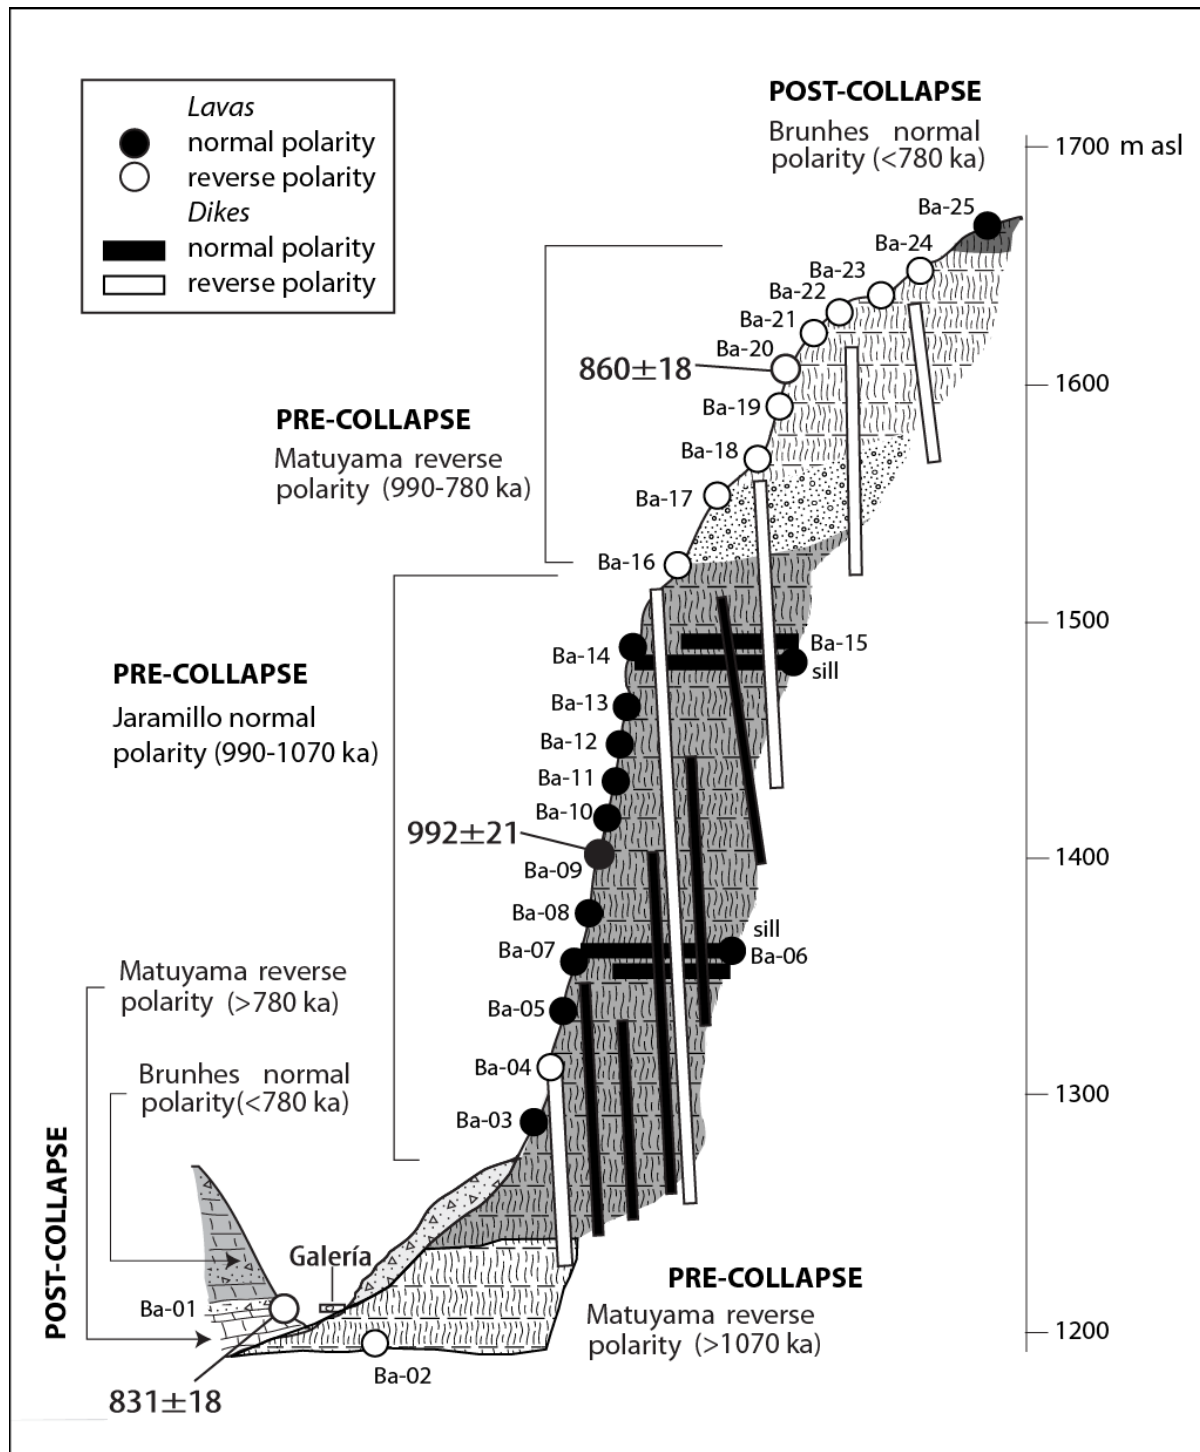 Lavas
normal polarity
reverse polarity
Dikes
normal polarity
reverse polarity
POST-COLLAPSE
Brunhes normal
polarity (<780 ka)
1700 m asl
Ba-25
Ba-24
Ba-23
Ba-22
Ba-21
Ba-20
860±18
1600
Ba-19
PRE-COLLAPSE
Matuyama reverse
polarity (990-780 ka)
Ba-18
Ba-17
Ba-16
1500
Ba-15
sill
Ba-14
PRE-COLLAPSE
Jaramillo normal
polarity (990-1070 ka)
Ba-13
Ba-12
Ba-11
Ba-10
992±21
1400
Ba-09
Ba-08
sill
Ba-06
Ba-07
Matuyama reverse
polarity (>780 ka)
Ba-05
Ba-04
Brunhes normal
polarity(<780 ka)
1300
Ba-03
POST-COLLAPSE
Galería
Ba-01
PRE-COLLAPSE
Matuyama reverse
polarity (>1070 ka)
1200
Ba-02
831±18